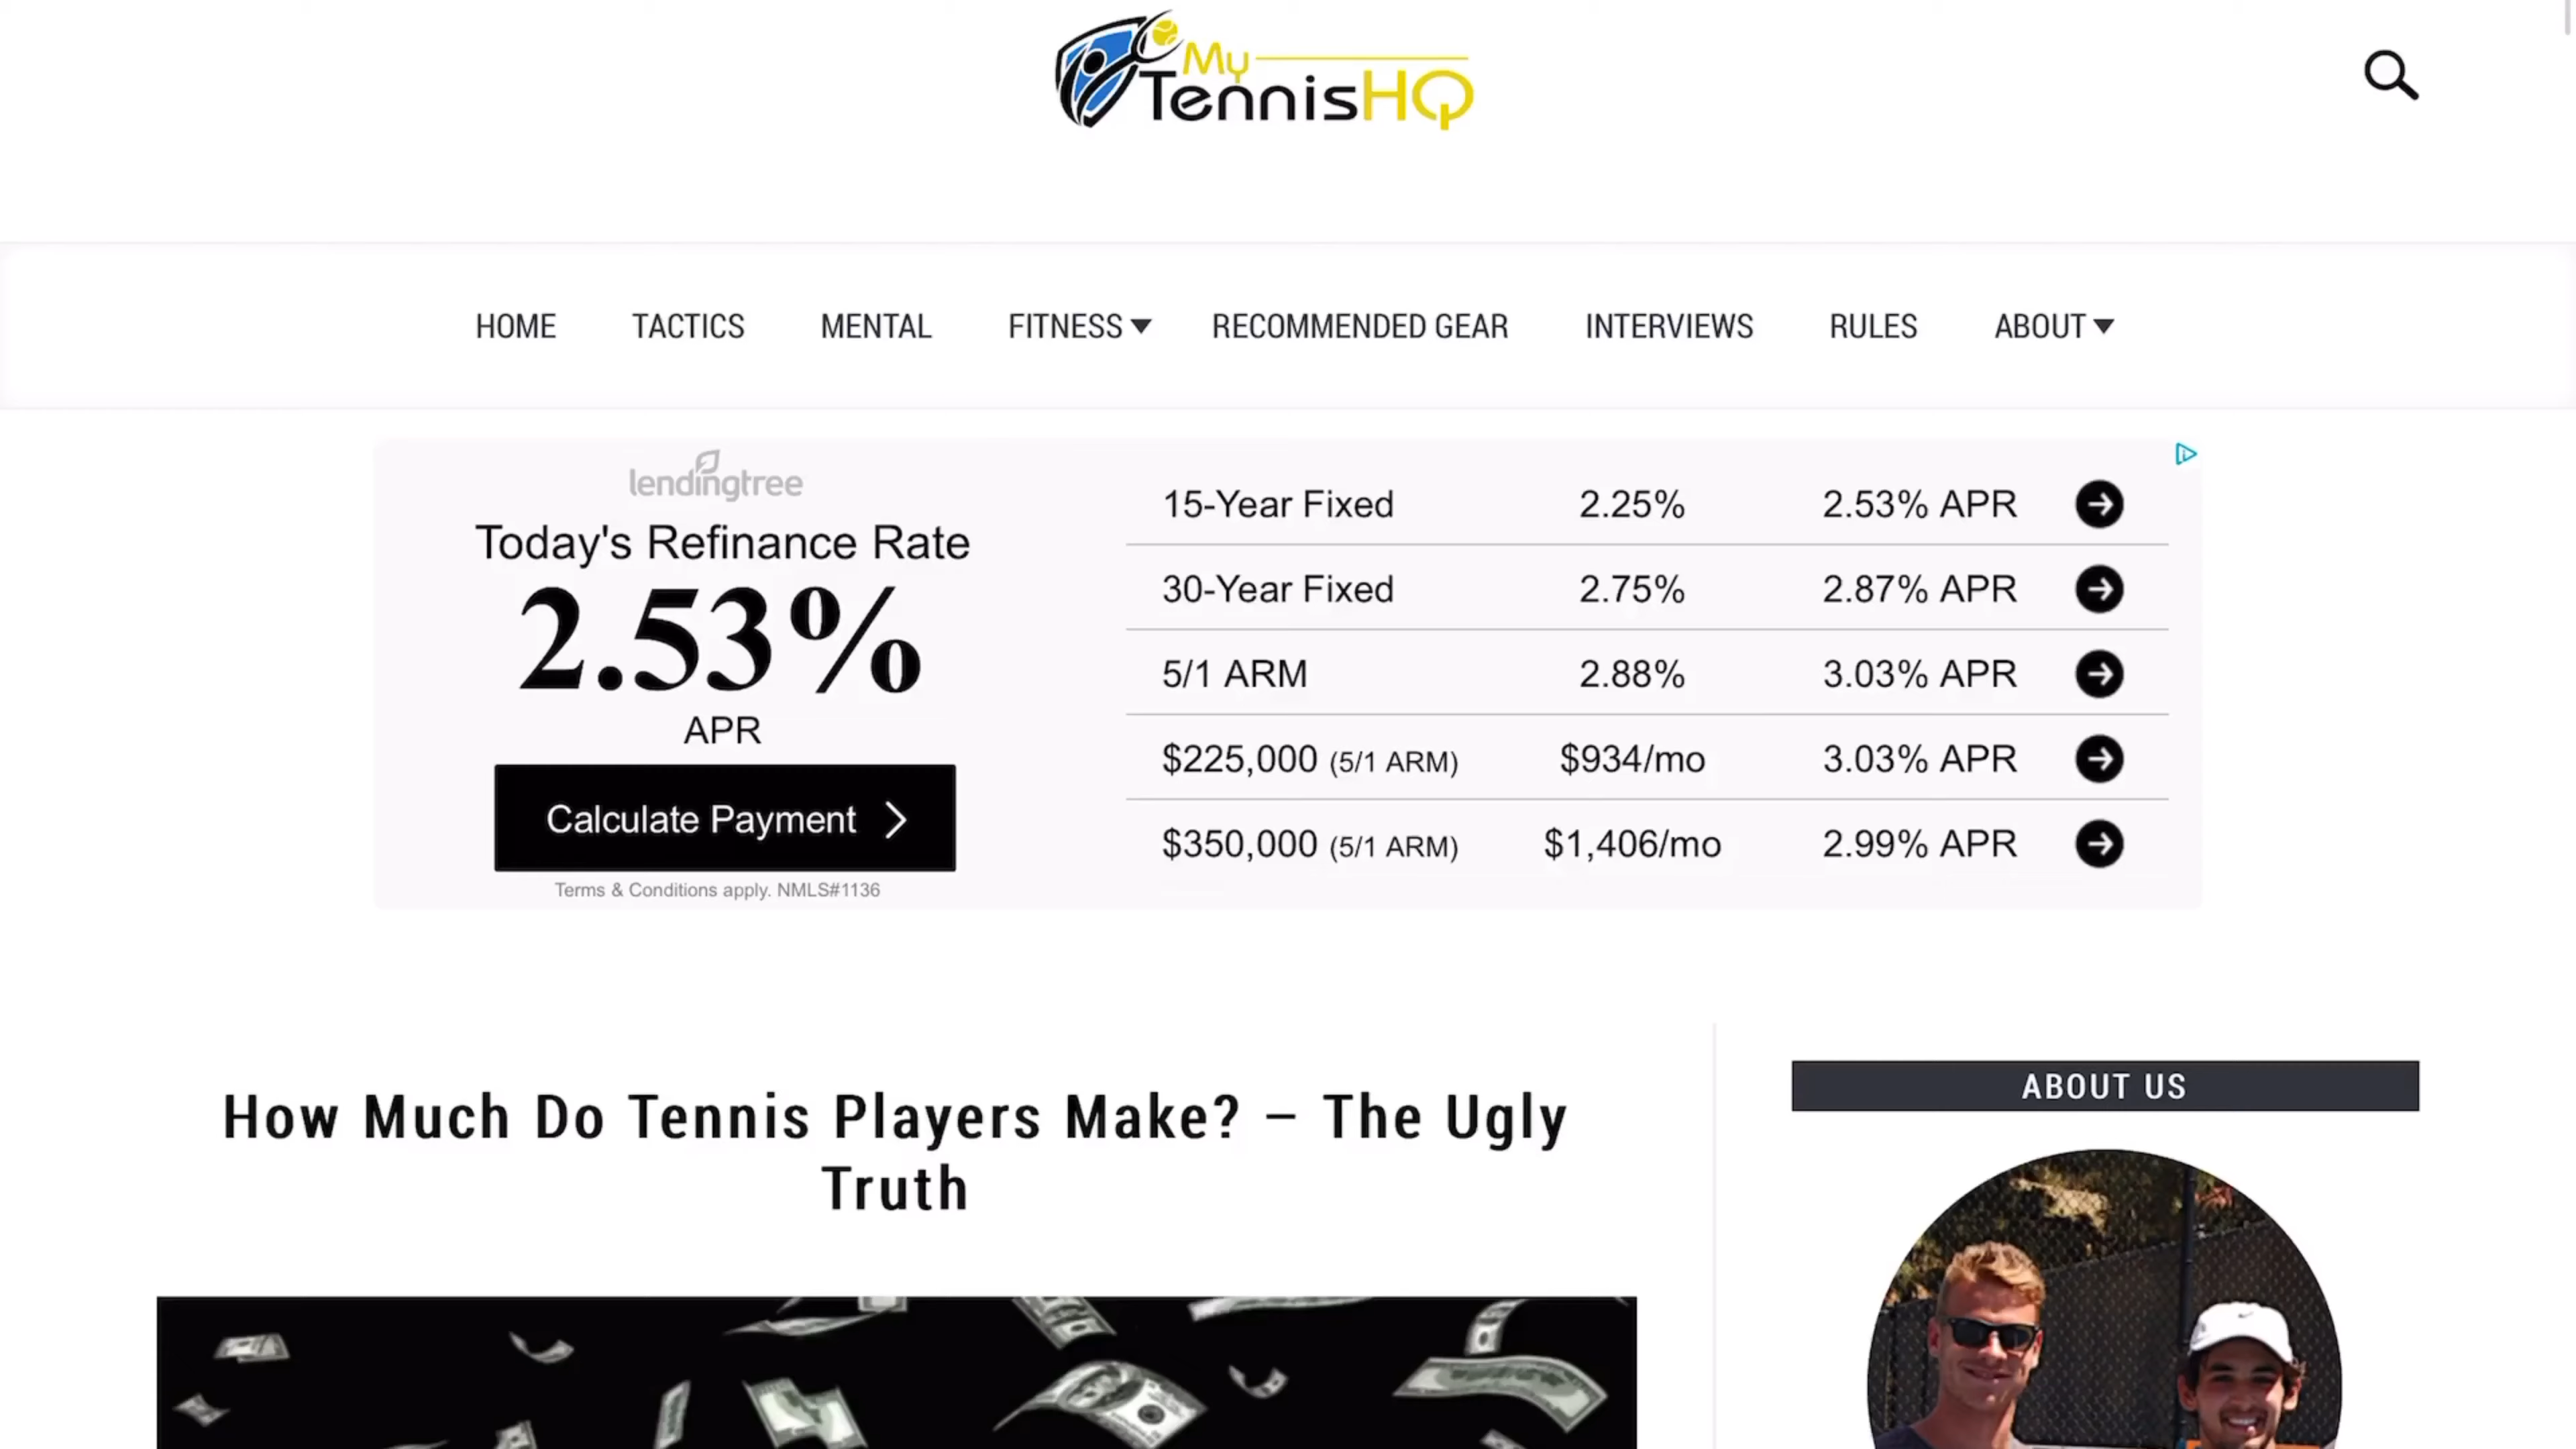 My
TennisHQ
HOME TACTICS MENTAL FITNESS RECOMMENDED GEAR INTERVIEWS RULES ABOUT
lendingtree
Today's Refinance Rate
2.53%
APR
Calculate Payment
Terms & Conditions apply. NMLS#1136
15-Year Fixed 2.25% 2.53% APR
30-Year Fixed 2.75% 2.87% APR
5/1 ARM 2.88% 3.03% APR
$225,000 (5/1 ARM) $934/mo 3.03% APR
$350,000 (5/1 ARM) $1,406/mo 2.99% APR
How Much Do Tennis Players Make? – The Ugly
Truth
ABOUT US